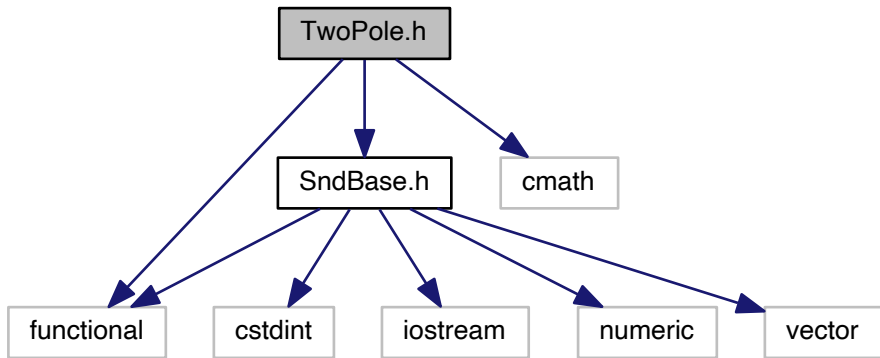 TwoPole.h
SndBase.h
cmath
functional
cstdint
iostream
numeric
vector